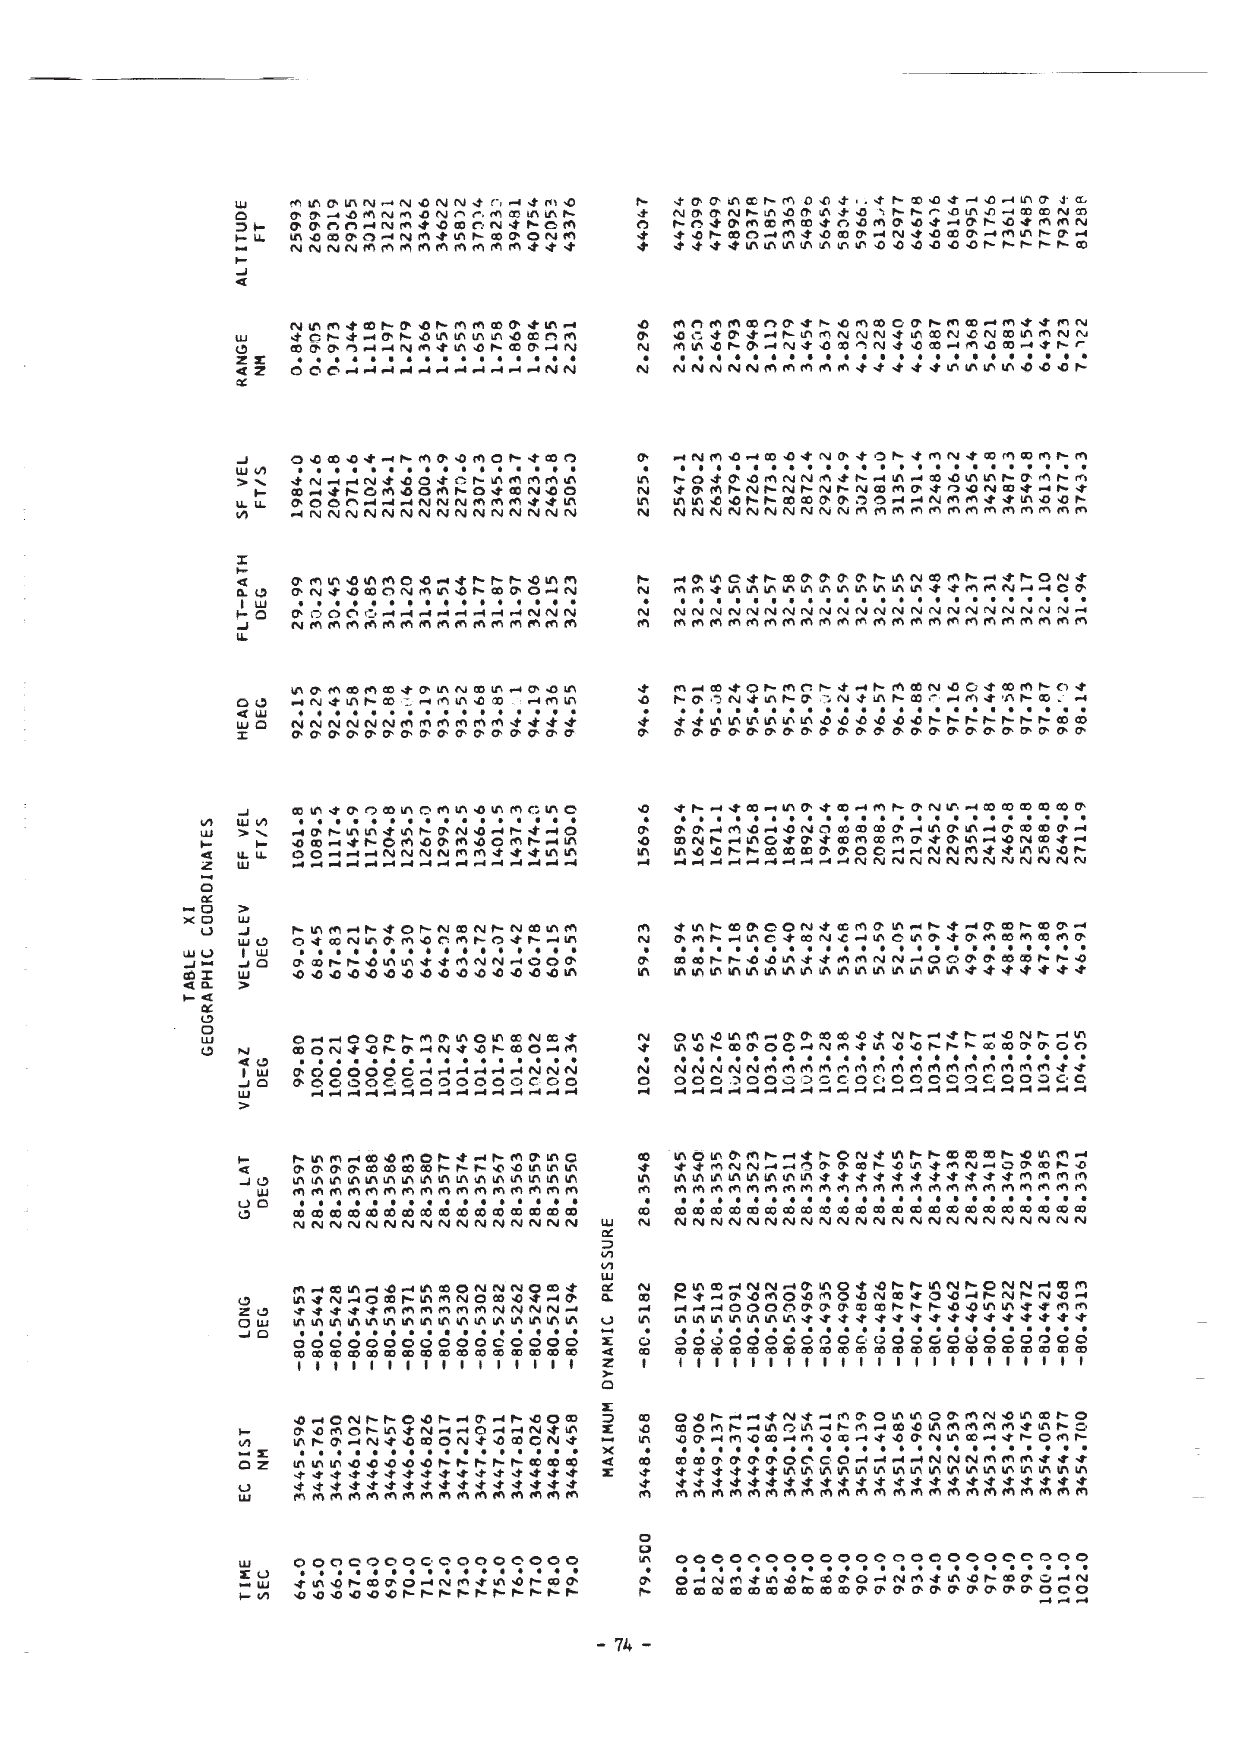 TABLE XI
GEOGRAPHIC COORDINATES
TIME EC DIST LONG GC LAT VEL-AZ VEL-ELEV EF VEL HEAD FLT-PATH SF VEL RANGE ALTITUDE
SEC NM DEG DEG DEG DEG FT/S DEG DEG FT/S NM FT
64.0 3445.596 -80.5453 28.3597 99.80 69.07 1061.8 92.15 29.99 1984.0 0.842 25993
65.0 3445.761 -80.5441 28.3595 100.01 68.45 1089.5 92.29 30.23 2012.6 0.905 26995
66.0 3445.930 -80.5428 28.3593 100.21 67.83 1117.4 92.43 30.45 2041.8 0.973 28019
67.0 3446.102 -80.5415 28.3591 100.40 67.21 1145.9 92.58 30.66 2071.6 1.044 29065
68.0 3446.277 -80.5401 28.3588 100.60 66.57 1175.0 92.73 30.85 2102.4 1.118 30132
69.0 3446.457 -80.5386 28.3586 100.79 65.94 1204.8 92.88 31.03 2134.1 1.197 31221
70.0 3446.640 -80.5371 28.3583 100.97 65.30 1235.5 93.04 31.20 2166.7 1.279 32332
71.0 3446.826 -80.5355 28.3580 101.13 64.67 1267.0 93.19 31.36 2200.3 1.366 33466
72.0 3447.017 -80.5338 28.3577 101.29 64.02 1299.3 93.35 31.51 2234.9 1.457 34622
73.0 3447.211 -80.5320 28.3574 101.45 63.38 1332.5 93.52 31.64 2270.6 1.553 35802
74.0 3447.409 -80.5302 28.3571 101.60 62.72 1366.6 93.68 31.77 2307.3 1.653 37004
75.0 3447.611 -80.5282 28.3567 101.75 62.07 1401.5 93.85 31.87 2345.0 1.758 38230
76.0 3447.817 -80.5262 28.3563 101.88 61.42 1437.3 31.97 2383.7 1.869 39481
77.0 3448.026 -80.5240 28.3559 102.02 60.78 1474.0 94.19 32.06 2423.4 1.984 40754
78.0 3448.240 -80.5218 28.3555 102.18 60.15 1511.5 94.36 32.15 2463.8 2.105 42053
79.0 3448.458 -80.5194 28.3550 102.34 59.53 1550.0 94.55 32.23 2505.0 2.231 43376
MAXIMUM DYNAMIC PRESSURE
79.500 3448.568 -80.5182 28.3548 102.42 59.23 1569.6 94.64 32.27 2525.9 2.296 44047
80.0 3448.680 -80.5170 28.3545 102.50 58.94 1589.4 94.73 32.31 2547.1 2.363 44724
81.0 3448.906 -80.5145 28.3540 102.65 58.35 1629.7 94.91 32.39 2590.2 2.500 46099
82.0 3449.137 -80.5118 28.3535 102.76 57.77 1671.1 95.08 32.45 2634.3 2.643 47499
83.0 3449.371 -80.5091 28.3529 102.85 57.18 1713.4 95.24 32.50 2679.6 2.793 48925
84.0 3449.611 -80.5062 28.3523 102.93 56.59 1756.8 95.40 32.54 2726.1 2.948 50378
85.0 3449.854 -80.5032 28.3517 103.01 56.00 1801.1 95.57 32.57 2773.8 3.110 51857
86.0 3450.102 -80.5001 28.3511 103.09 55.40 1846.5 95.73 32.58 2822.6 3.279 53363
87.0 3450.354 -80.4969 28.3504 103.19 54.82 1892.9 95.90 32.59 2872.4 3.454 54896
88.0 3450.611 -80.4935 28.3497 103.28 54.24 1940.4 96.07 32.59 2923.2 3.637 56456
89.0 3450.873 -80.4900 28.3490 103.38 53.68 1988.8 96.24 32.59 2974.9 3.826 58044
90.0 3451.139 -80.4864 28.3482 103.46 53.13 2038.1 96.41 32.59 3027.4 4.023
91.0 3451.410 -80.4826 28.3474 103.54 52.59 2088.3 96.57 32.57 3081.0 4.228 61304
92.0 3451.685 -80.4787 28.3465 103.62 52.05 2139.7 96.73 32.55 3135.7 4.440 62977
93.0 3451.965 -80.4747 28.3457 103.67 51.51 2191.9 96.88 32.52 3191.4 4.659 64678
94.0 3452.250 -80.4705 28.3447 103.71 50.97 2245.2 97.02 32.48 3248.3 4.887 66406
95.0 3452.539 -80.4662 28.3438 103.74 50.44 2299.5 97.16 32.43 3306.2 5.123 68164
96.0 3452.833 -80.4617 28.3428 103.77 49.91 2355.1 97.30 32.37 3365.4 5.368 69951
97.0 3453.132 -80.4570 28.3418 103.81 49.39 2411.8 97.44 32.31 3425.8 5.621 71766
98.0 3453.436 -80.4522 28.3407 103.86 48.88 2469.8 97.58 32.24 3487.3 5.883 73611
99.0 3453.745 -80.4472 28.3396 103.92 48.37 2528.8 97.73 32.17 3549.8 6.154 75485
100.0 3454.058 -80.4421 28.3385 103.97 47.88 2588.8 97.87 32.10 3613.3 6.434 77389
101.0 3454.377 -80.4368 28.3373 104.01 47.39 2649.8 32.02 3677.7 6.723 79324
102.0 3454.700 -80.4313 28.3361 104.05 46.91 2711.9 98.14 31.94 3743.3 7.022 81288
- 74 -